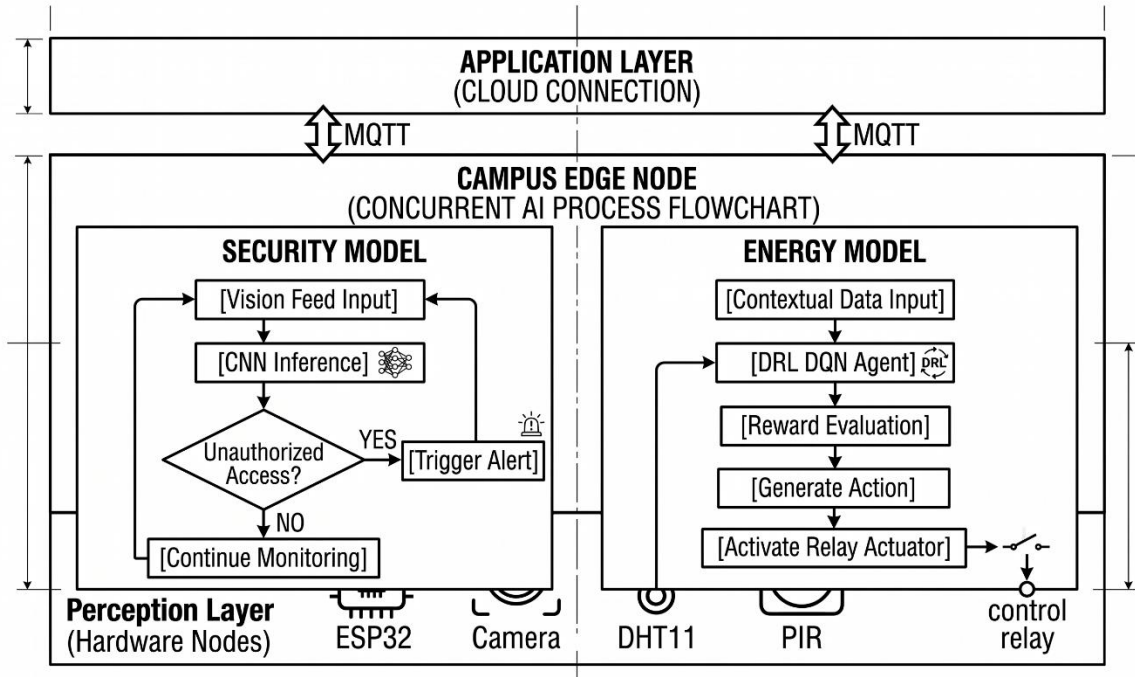 APPLICATION LAYER
(CLOUD CONNECTION)
MQTT
MQTT
CAMPUS EDGE NODE
(CONCURRENT AI PROCESS FLOWCHART)
SECURITY MODEL
[Vision Feed Input]
[CNN Inference]
Unauthorized
Access?
YES
[Trigger Alert]
NO
[Continue Monitoring]
ENERGY MODEL
[Contextual Data Input]
[DRL DQN Agent]
DRL
[Reward Evaluation]
[Generate Action]
[Activate Relay Actuator]
Perception Layer
(Hardware Nodes)
ESP32
Camera
DHT11
PIR
control
relay